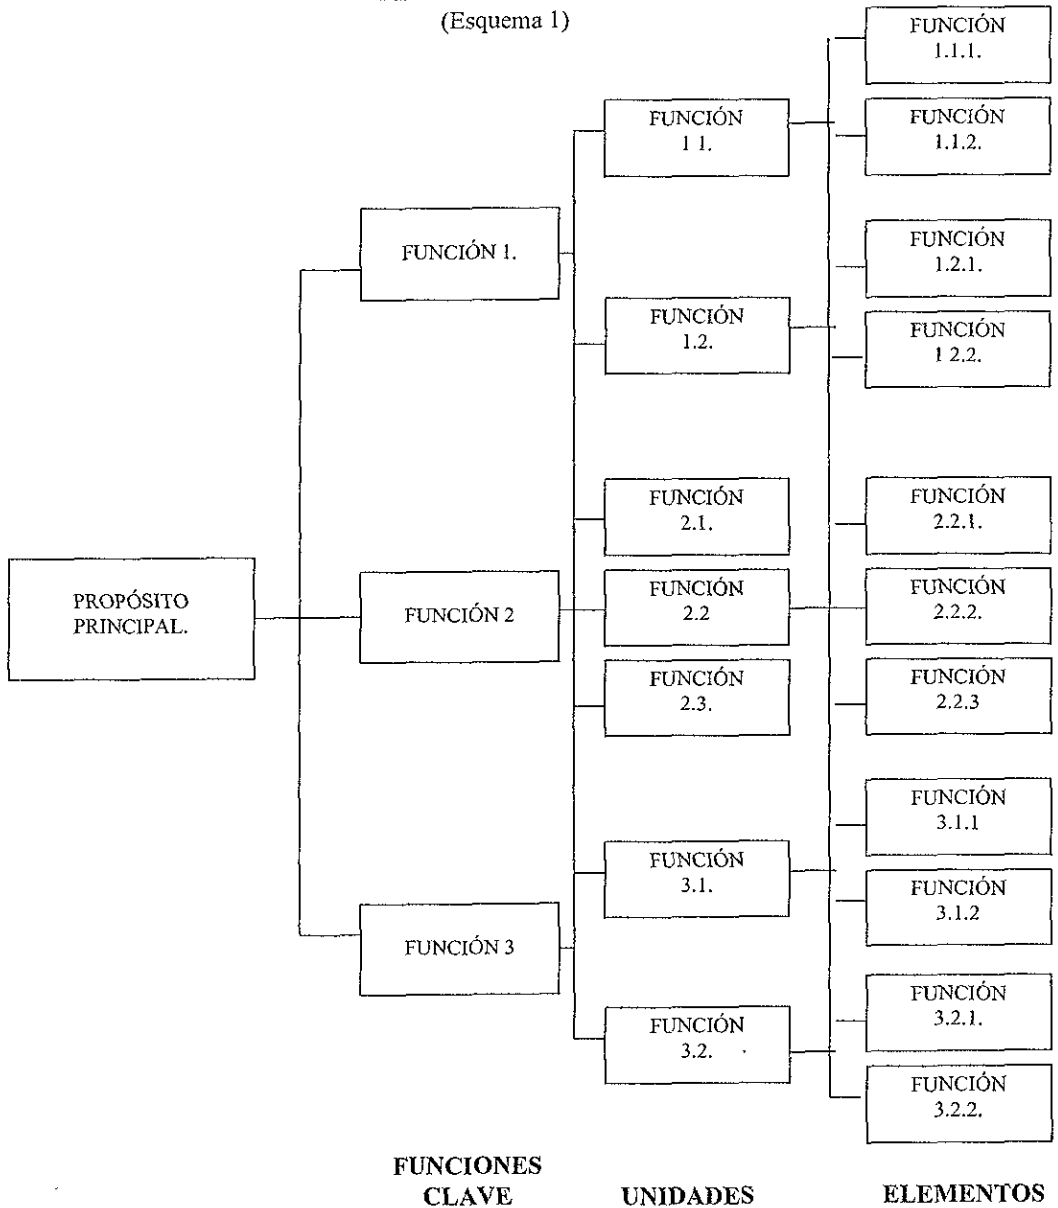 (Esquema 1)
PROPÓSITO
PRINCIPAL.
FUNCIÓN 1.
FUNCIÓN 2
FUNCIÓN 3
FUNCIÓN
1 1.
FUNCIÓN
1.2.
FUNCIÓN
2.1.
FUNCIÓN
2.2
FUNCIÓN
2.3.
FUNCIÓN
3.1.
FUNCIÓN
3.2.
FUNCIÓN
1.1.1.
FUNCIÓN
1.1.2.
FUNCIÓN
1.2.1.
FUNCIÓN
1 2.2.
FUNCIÓN
2.2.1.
FUNCIÓN
2.2.2.
FUNCIÓN
2.2.3
FUNCIÓN
3.1.1
FUNCIÓN
3.1.2
FUNCIÓN
3.2.1.
FUNCIÓN
3.2.2.
FUNCIONES
CLAVE
UNIDADES
ELEMENTOS